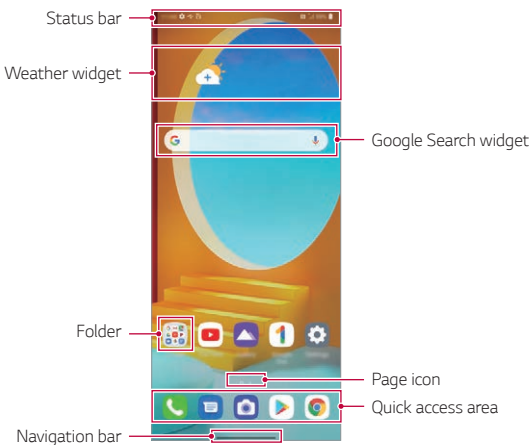 Status bar
Weather widget
Google Search widget
Folder
Page icon
Quick access area
Navigation bar